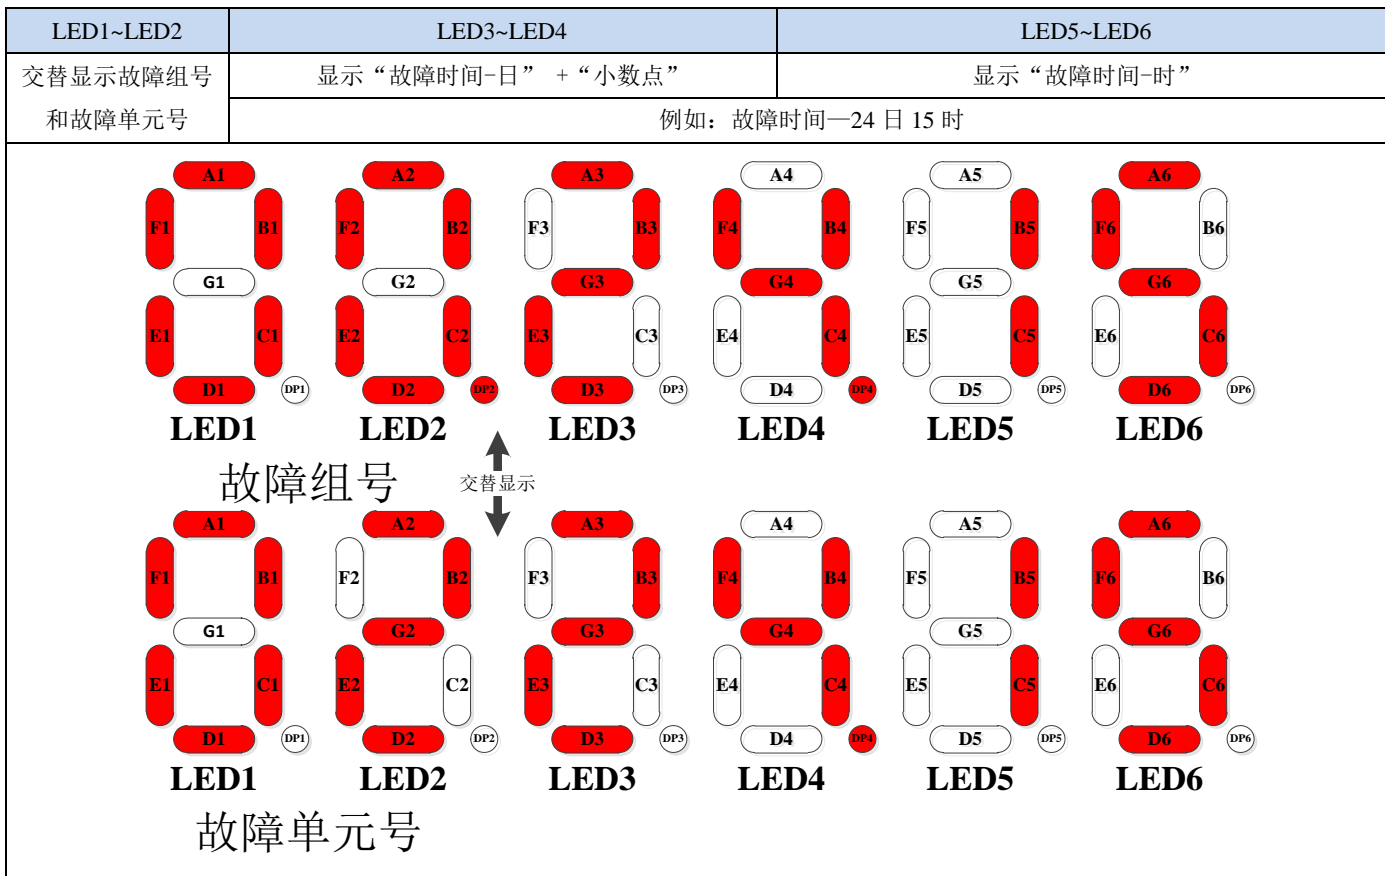 LED1~LED2 LED3~LED4 LED5~LED6
交替显示故障组号 显示“故障时间-日” +“小数点” 显示“故障时间-时”
和故障单元号 例如：故障时间—24 日 15 时
A1 A2 A3 A4 A5 A6
F1 B1 F2 B2 F3 B3 F4 B4 F5 B5 F6 B6
G1 G2 G3 G4 G5 G6
E1 C1 E2 C2 E3 C3 E4 C4 E5 C5 E6 C6
D1 DP1 D2 DP2 D3 DP3 D4 DP4 D5 DP5 D6 DP6
LED1 LED2 LED3 LED4 LED5 LED6
故障组号 交替显示
A1 A2 A3 A4 A5 A6
F1 B1 F2 B2 F3 B3 F4 B4 F5 B5 F6 B6
G1 G2 G3 G4 G5 G6
E1 C1 E2 C2 E3 C3 E4 C4 E5 C5 E6 C6
D1 DP1 D2 DP2 D3 DP3 D4 DP4 D5 DP5 D6 DP6
LED1 LED2 LED3 LED4 LED5 LED6
故障单元号